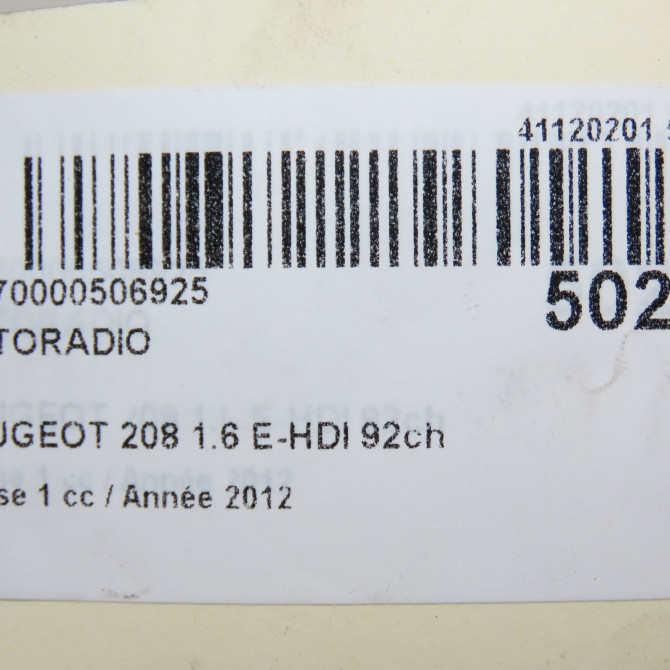 41120201
70000506925
502
TORADIO
UGEOT 208 1.6 E-HDI 92ch
se 1 cc / Année 2012